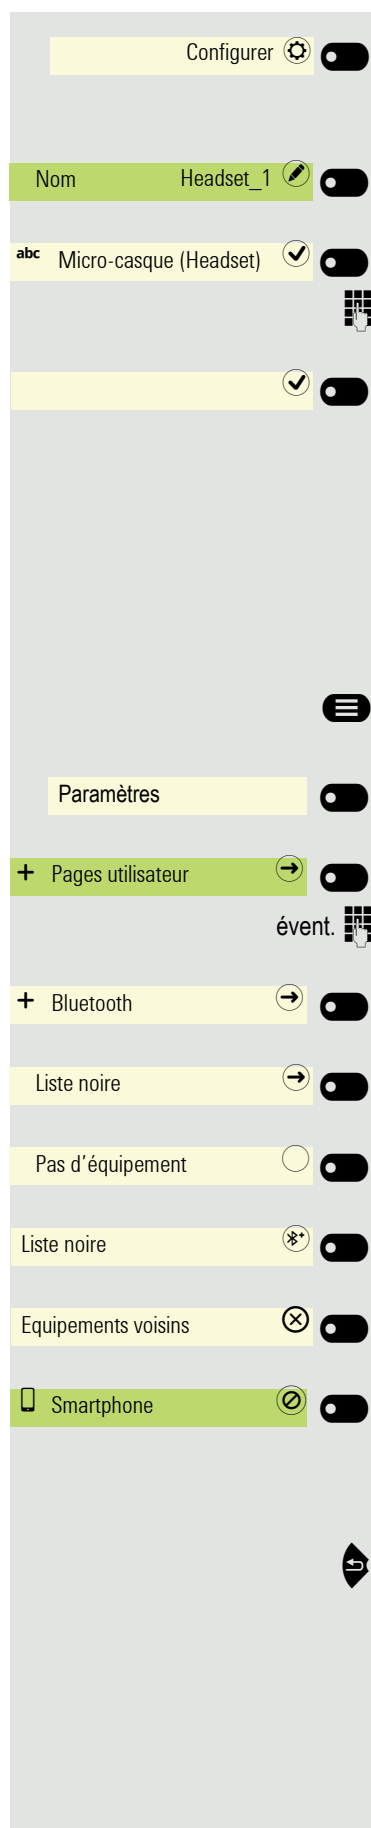 Configurer
Nom Headset_1
abc Micro-casque (Headset)
Paramètres
+ Pages utilisateur
évent.
+ Bluetooth
Liste noire
Pas d'équipement
Liste noire
Equipements voisins
Smartphone